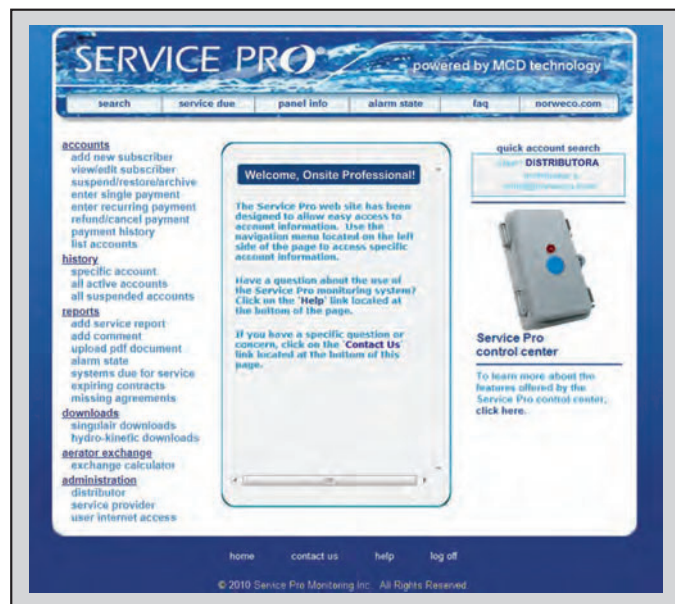 SERVICE PRO
powered by MCD technology
search service due panel info alarm state faq norweco.com
accounts
add new subscriber
view/edit subscriber
suspend/restore/archive
enter single payment
enter recurring payment
refund/cancel payment
payment history
list accounts
history
specific account
all active accounts
all suspended accounts
reports
add service report
add comment
upload pdf document
alarm state
systems due for service
expiring contracts
missing agreements
downloads
singulair downloads
hydro-kinetic downloads
aerator exchange
exchange calculator
administration
distributor
service provider
user internet access
Welcome, Onsite Professional!
The Service Pro web site has been
designed to allow easy access to
account information. Use the
navigation menu located on the left
side of the page to access specific
account information.
Have a question about the use of
the Service Pro monitoring system?
Click on the 'Help' link located at
the bottom of the page.
If you have a specific question or
concern, click on the 'Contact Us'
link located at the bottom of this
page.
quick account search
DISTRIBUTORA
Service Pro
control center
To learn more about the
features offered by the
Service Pro control center,
click here.
home contact us help log off
© 2010 Service Pro Monitoring Inc. All Rights Reserved.